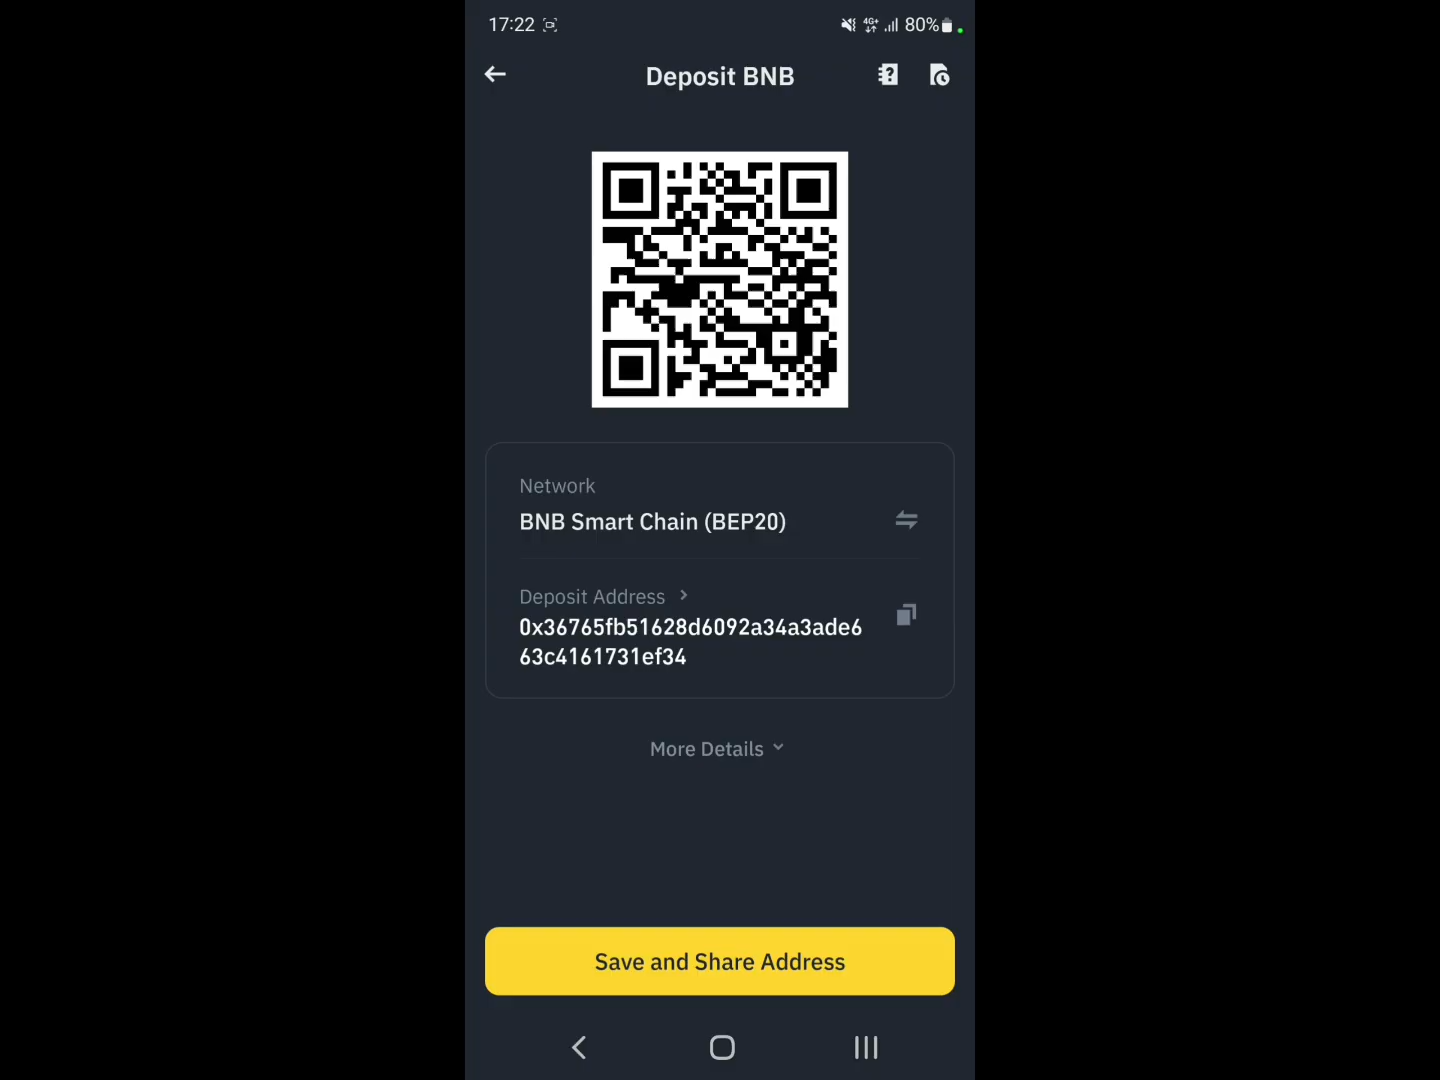 17:22
4G+ 80%
Deposit BNB
Network
BNB Smart Chain (BEP20)
Deposit Address
0x36765fb51628d6092a34a3ade6
63c4161731ef34
More Details
Save and Share Address